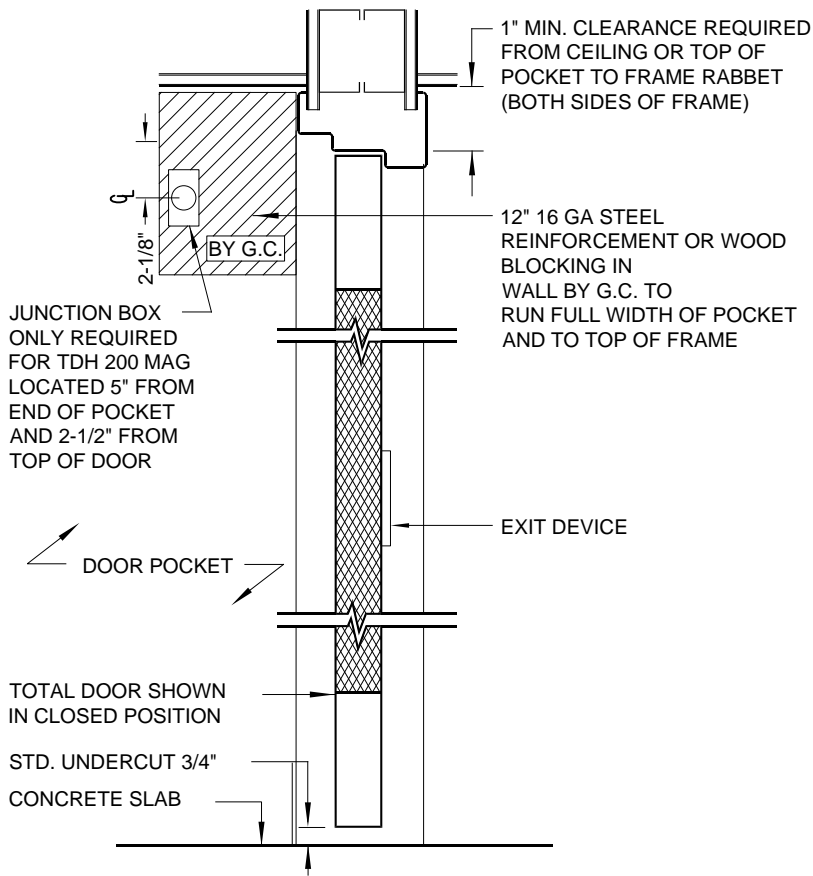 1" MIN. CLEARANCE REQUIRED
FROM CEILING OR TOP OF
POCKET TO FRAME RABBET
(BOTH SIDES OF FRAME)
℄
2-1/8"
BY G.C.
12" 16 GA STEEL
REINFORCEMENT OR WOOD
BLOCKING IN
WALL BY G.C. TO
RUN FULL WIDTH OF POCKET
AND TO TOP OF FRAME
JUNCTION BOX
ONLY REQUIRED
FOR TDH 200 MAG
LOCATED 5" FROM
END OF POCKET
AND 2-1/2" FROM
TOP OF DOOR
EXIT DEVICE
DOOR POCKET
TOTAL DOOR SHOWN
IN CLOSED POSITION
STD. UNDERCUT 3/4"
CONCRETE SLAB